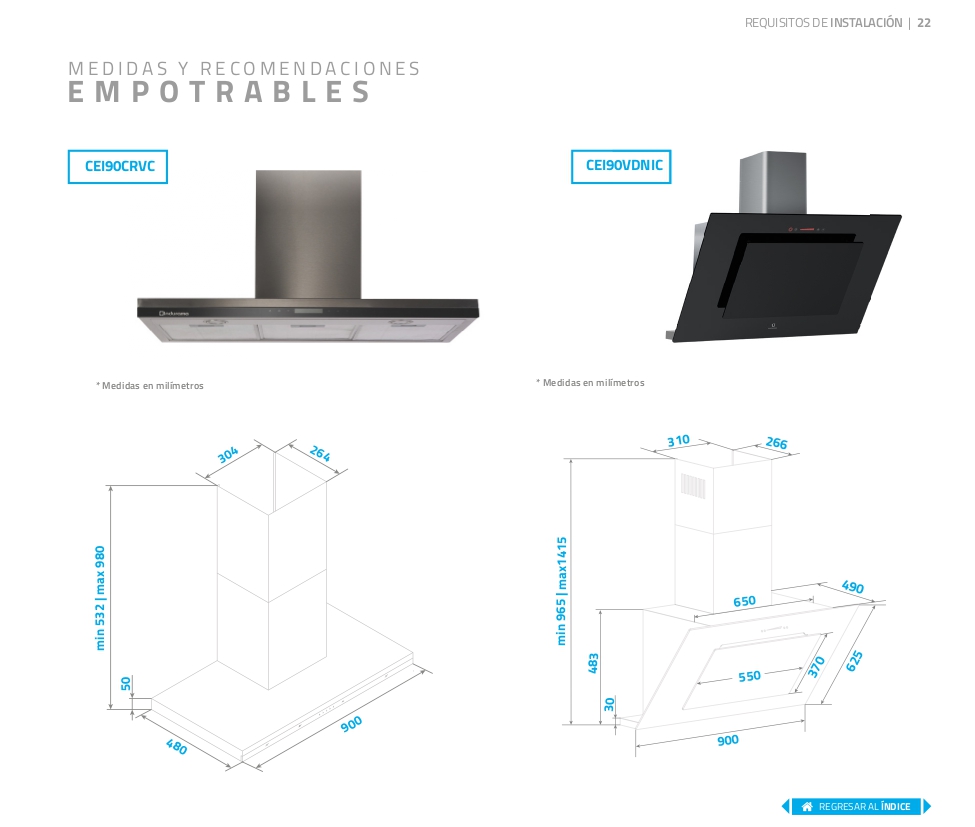 REQUISITOS DE INSTALACIÓN | 22
MEDIDAS Y RECOMENDACIONES
EMPOTRABLES
CEI90CRVC
* Medidas en milímetros
304
264
min 532 | max 980
50
480
900
CEI90VDNIC
* Medidas en milímetros
310
266
min 965 | max1415
490
650
483
550
370
625
30
900
REGRESAR AL ÍNDICE